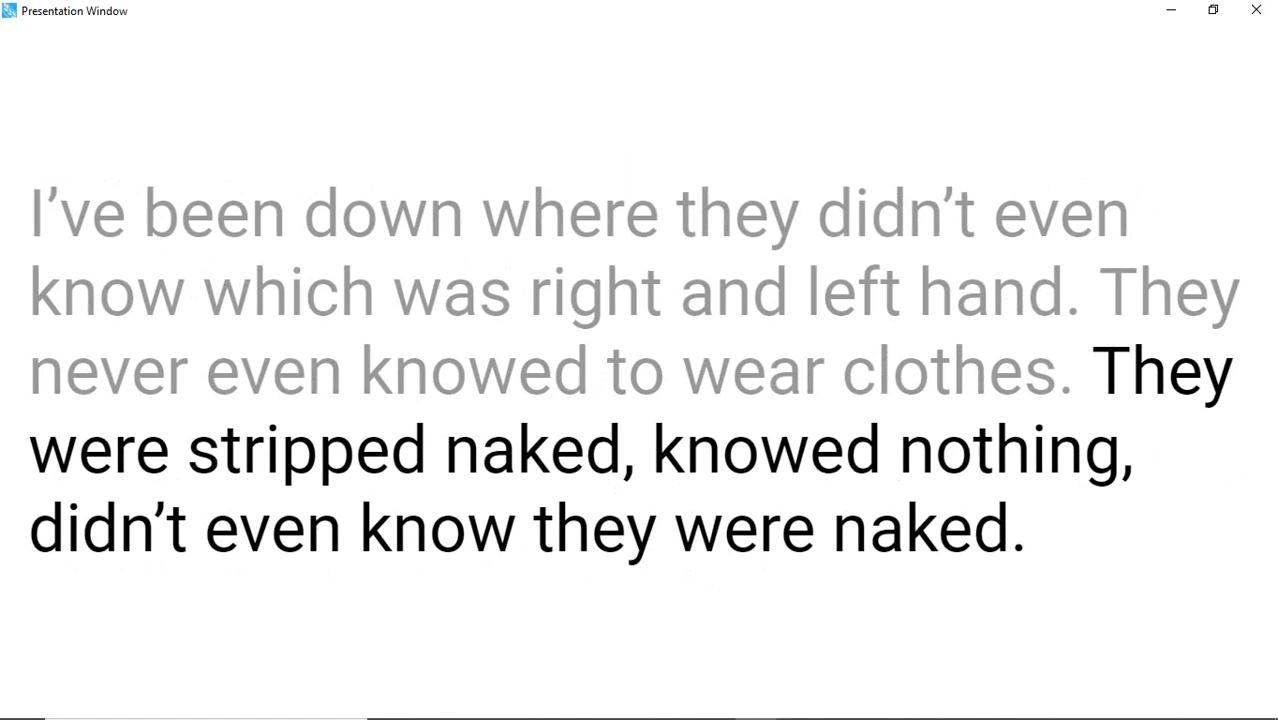 Presentation Window
I’ve been down where they didn’t even
know which was right and left hand. They
never even knowed to wear clothes. They
were stripped naked, knowed nothing,
didn’t even know they were naked.